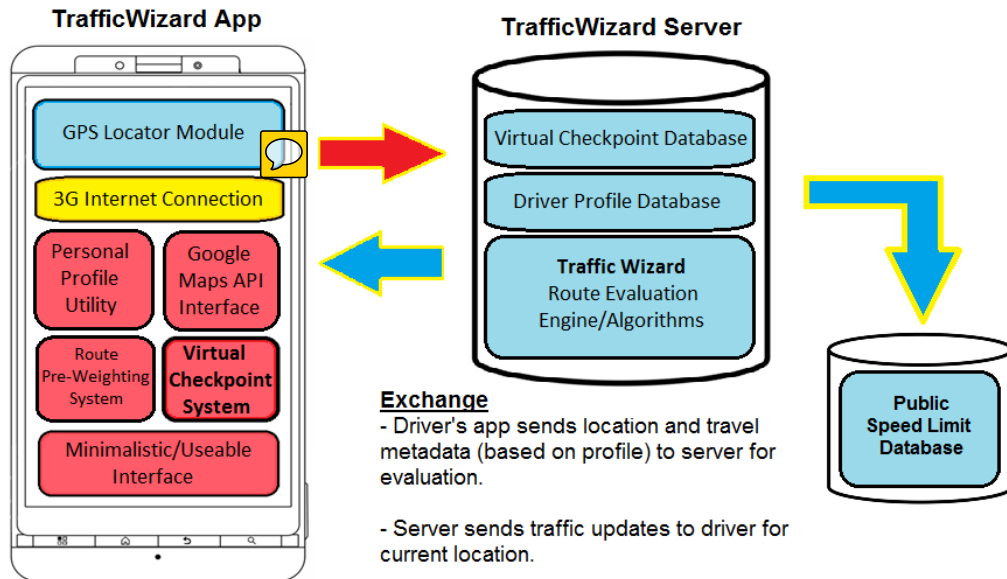 TrafficWizard App
TrafficWizard Server
GPS Locator Module
3G Internet Connection
Personal
Profile
Utility
Google
Maps API
Interface
Route
Pre-Weighting
System
Virtual
Checkpoint
System
Minimalistic/Useable
Interface
Virtual Checkpoint Database
Driver Profile Database
Traffic Wizard
Route Evaluation
Engine/Algorithms
Public
Speed Limit
Database
Exchange
- Driver's app sends location and travel
metadata (based on profile) to server for
evaluation.
- Server sends traffic updates to driver for
current location.